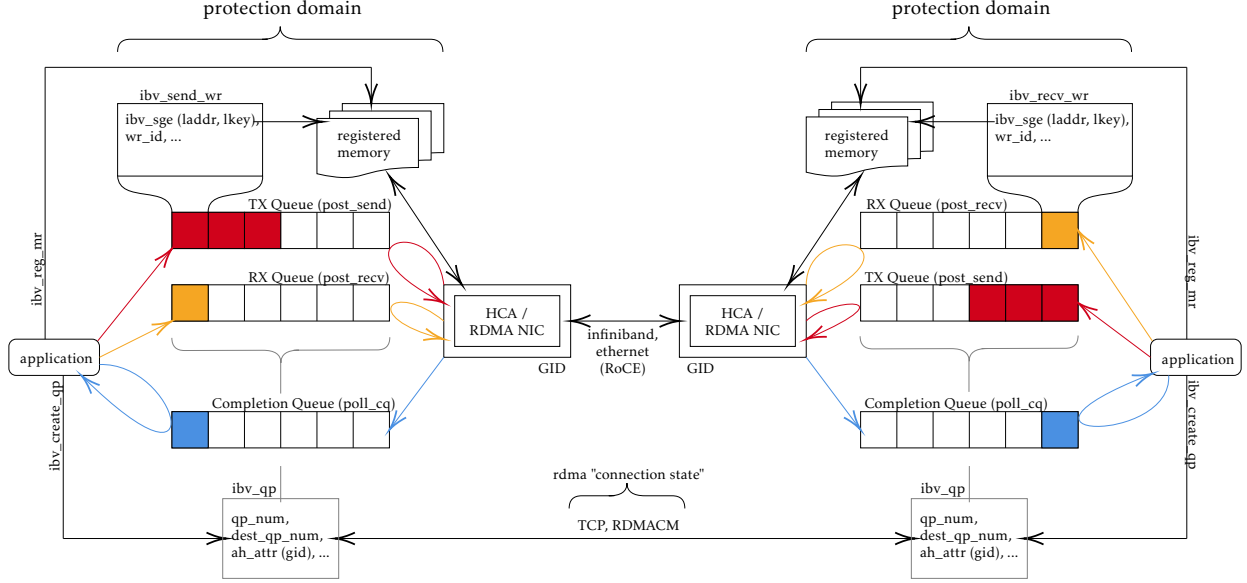 protection domain
protection domain
ibv_send_wr
ibv_sge (laddr, lkey),
wr_id, ...
registered
memory
TX Queue (post_send)
RX Queue (post_recv)
ibv_reg_mr
application
ibv_create_qp
Completion Queue (poll_cq)
HCA /
RDMA NIC
GID
infiniband,
ethernet
(RoCE)
ibv_qp
qp_num,
dest_qp_num,
ah_attr (gid), ...
rdma "connection state"
TCP, RDMACM
ibv_recv_wr
ibv_sge (laddr, lkey),
wr_id, ...
registered
memory
RX Queue (post_recv)
TX Queue (post_send)
HCA /
RDMA NIC
GID
ibv_reg_mr
application
ibv_create_qp
Completion Queue (poll_cq)
ibv_qp
qp_num,
dest_qp_num,
ah_attr (gid), ...